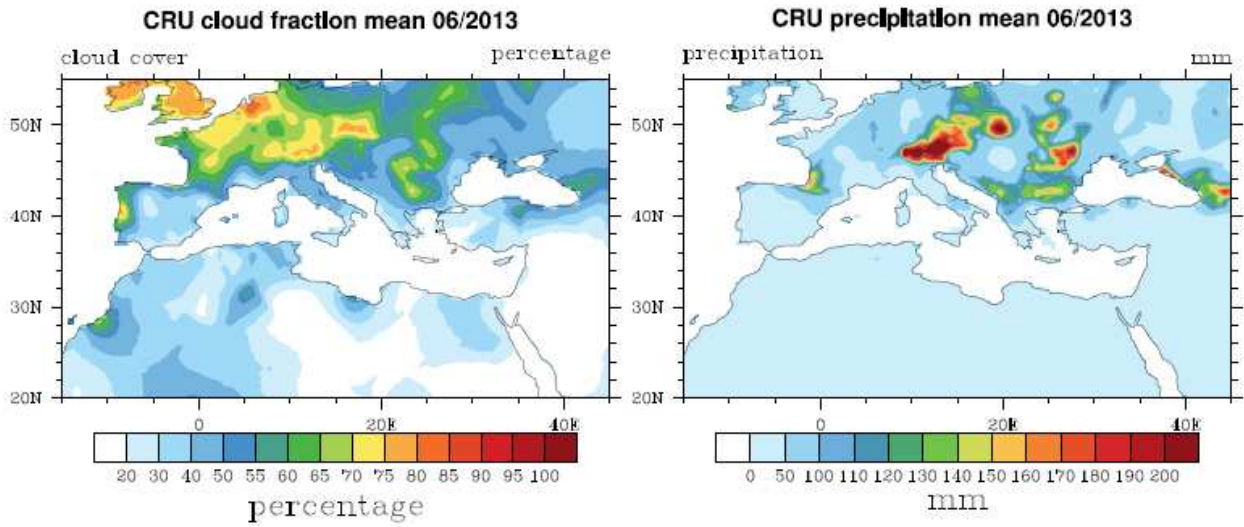 CRU cloud fraction mean 06/2013
cloud cover percentage
50N
40N
30N
20N
0 20E 40E
20 30 40 50 55 60 65 70 75 80 85 90 95 100
percentage
CRU precipitation mean 06/2013
precipitation mm
50N
40N
30N
20N
0 20E 40E
0 50 100 110 120 130 140 150 160 170 180 190 200
mm